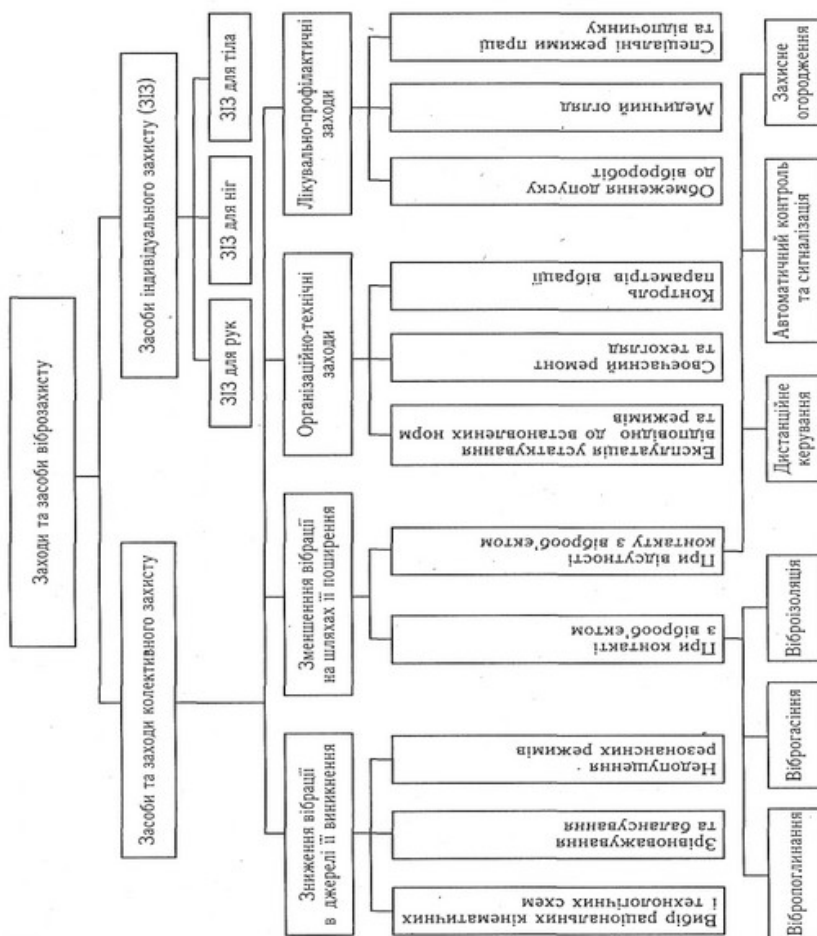 Заходи та засоби віброзахисту
Засоби та заходи колективного захисту
Засоби індивідуального захисту (ЗІЗ)
ЗІЗ для рук
ЗІЗ для ніг
ЗІЗ для тіла
Зниження вібрації
в джерелі її виникнення
Зменшення вібрації
на шляхах її поширення
Організаційно-технічні
заходи
Лікувально-профілактичні
заходи
Вибір раціональних кінематичних
і технологічних схем
Зрівноважування
та балансування
Недопущення
резонансних режимів
При контакті
з віброоб'єктом
При відсутності
контакту з віброоб'єктом
Експлуатація устаткування
відповідно до встановлених норм
та режимів
Своєчасний ремонт
та техогляд
Контроль
параметрів вібрації
Обмеження допуску
до віброробіт
Медичний огляд
Спеціальні режими праці
та відпочинку
Вібропоглинання
Віброгасіння
Віброізоляція
Дистанційне
керування
Автоматичний контроль
та сигналізація
Захисне
огородження